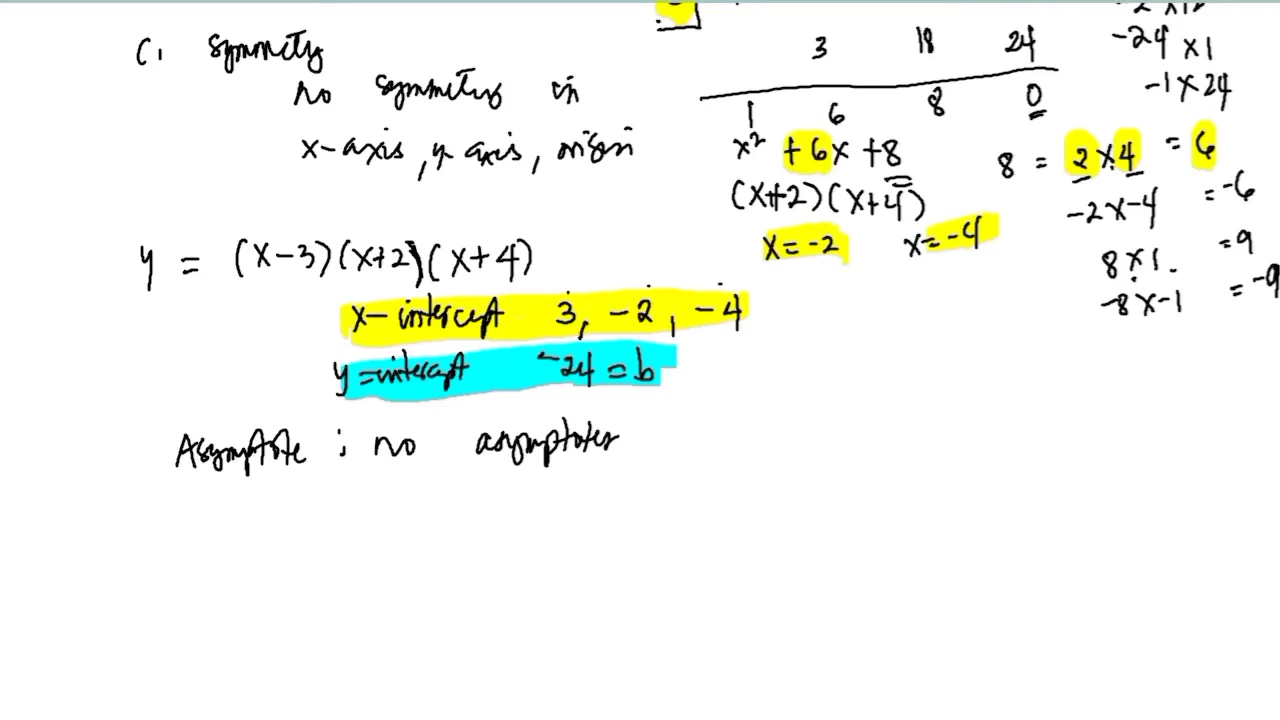 C. symmetry
no symmetry in
x-axis, y axis, origin
y = (x-3)(x+2)(x+4)
x-intercept 3, -2, -4
y=intercept -24 = b
Asymptote : no asymptotes
3 18 24
1 6 8 0
x² +6x +8
(x+2)(x+4)
x=-2 x=-4
-24 x1
-1 x 24
8 = 2 x 4 = 6
-2x-4 =-6
8 x 1 =9
-8 x -1 = -9